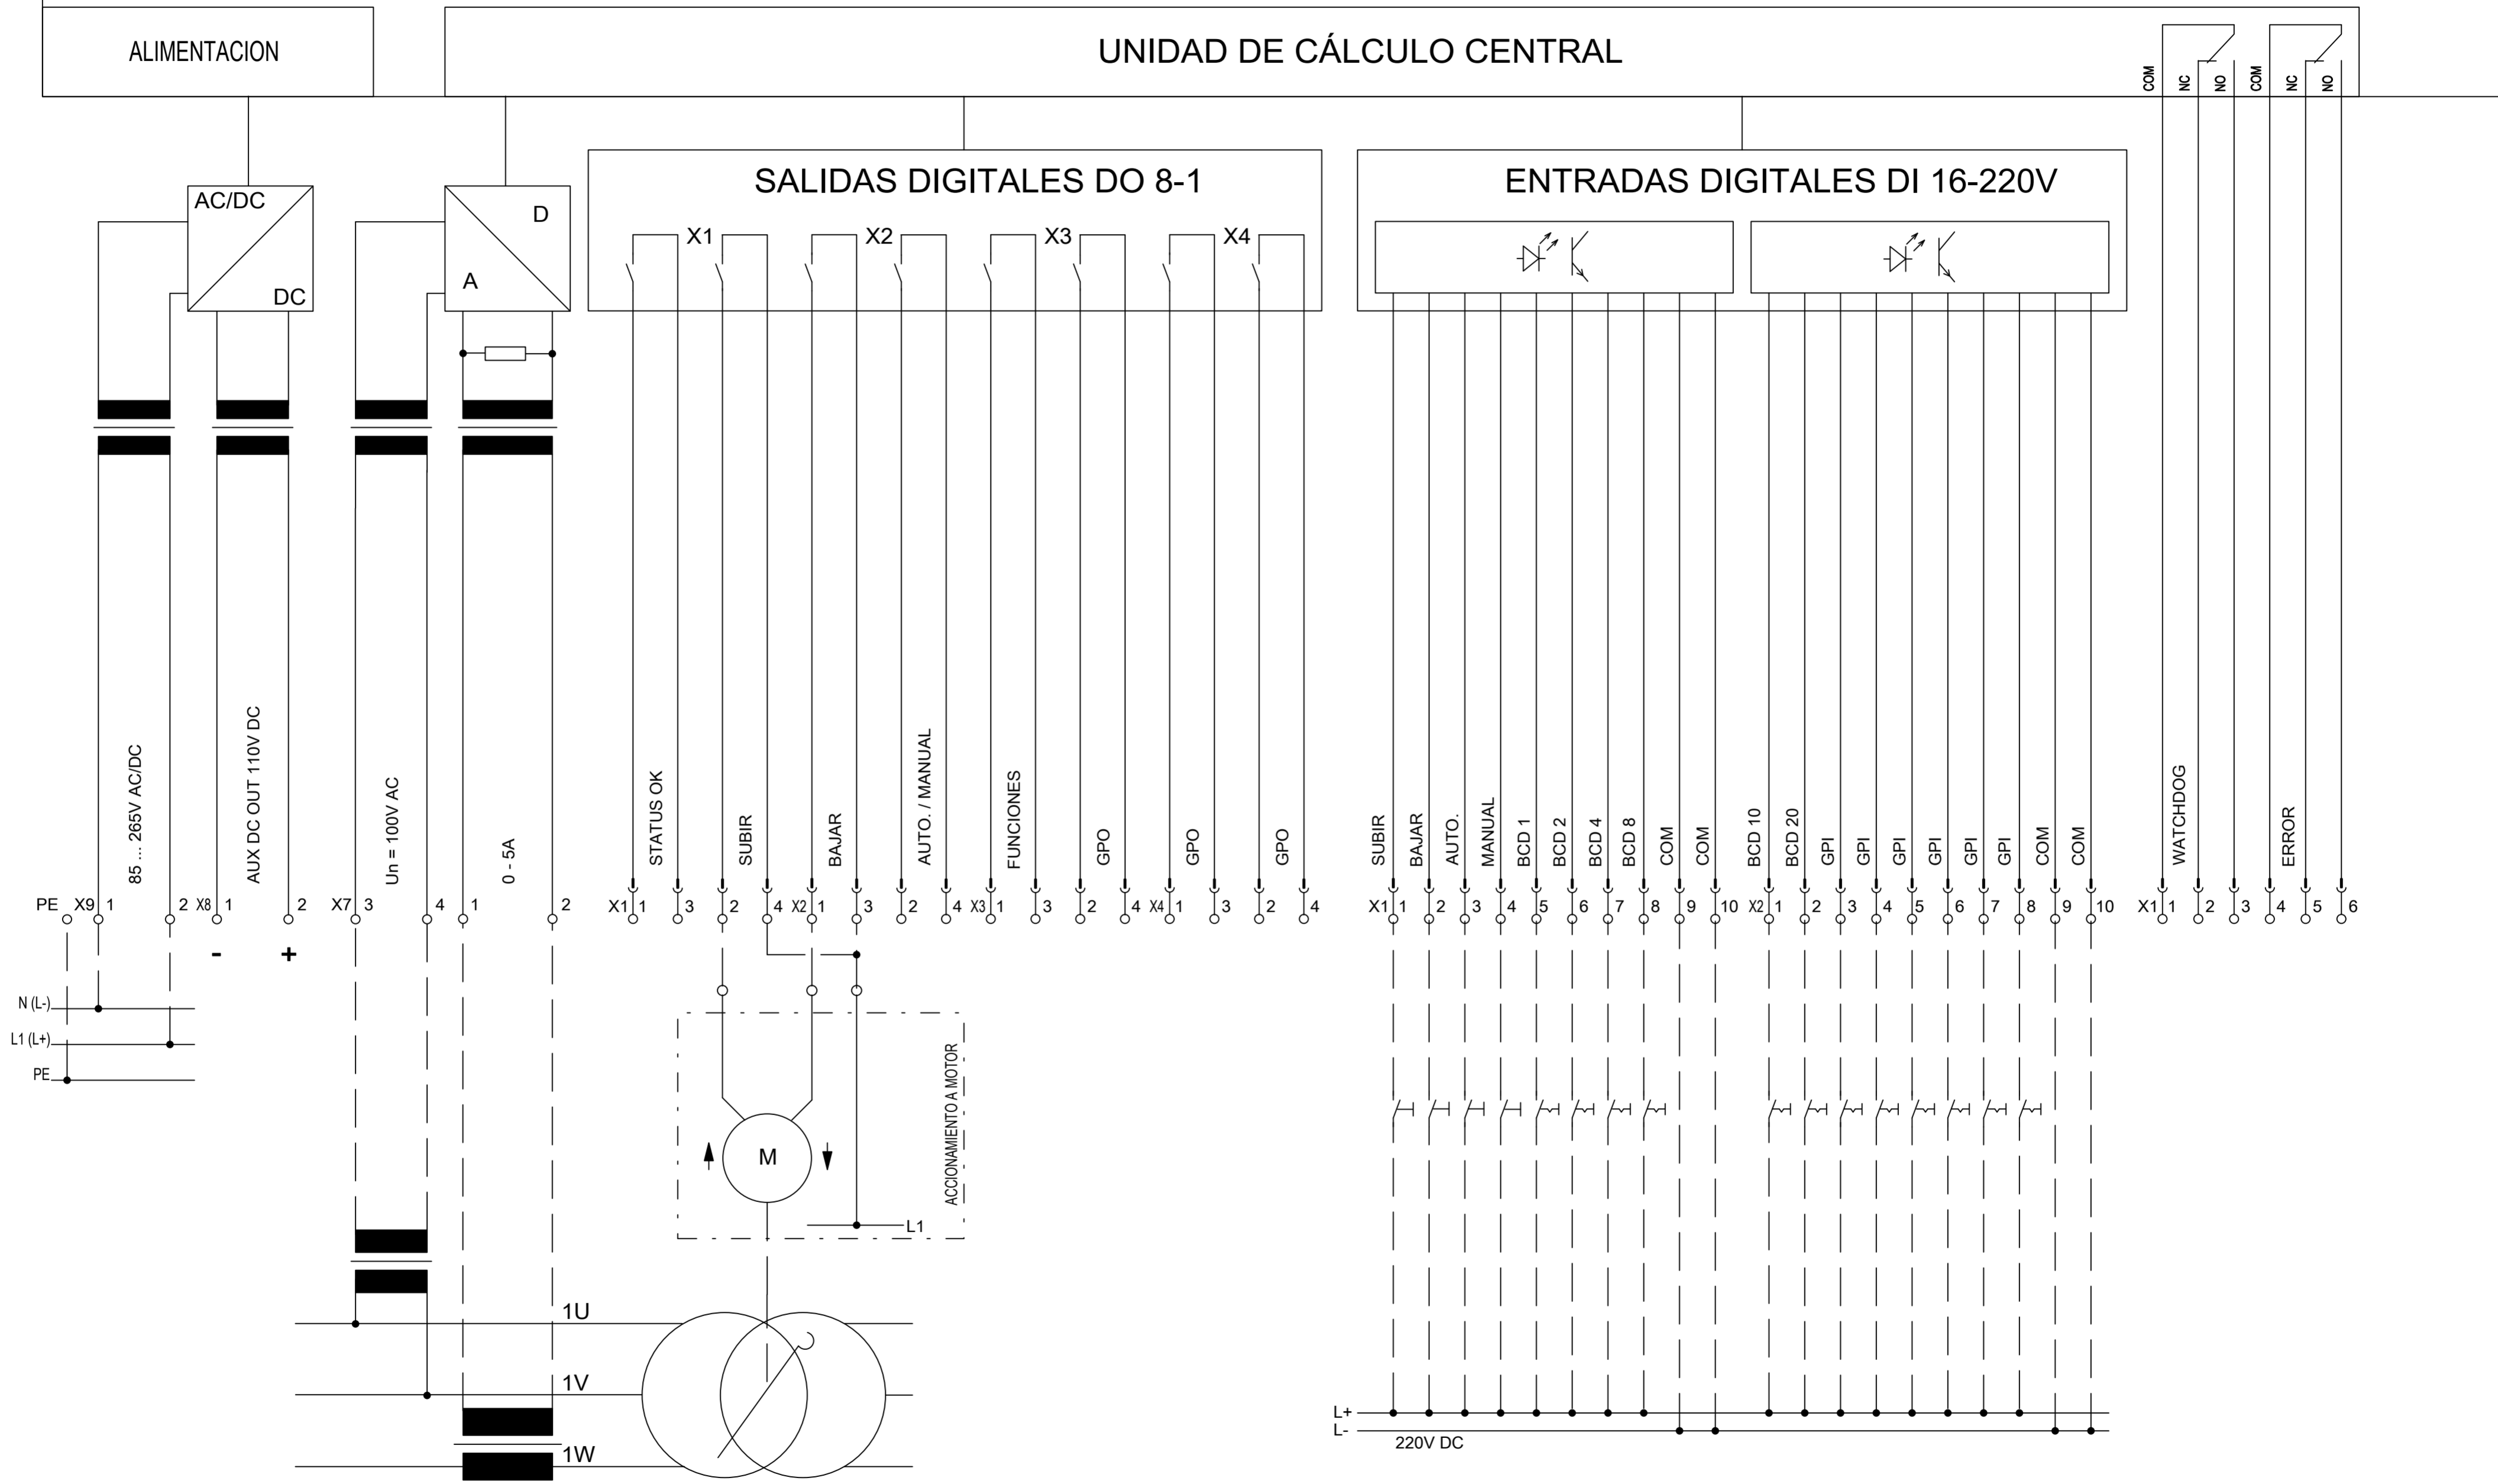 ALIMENTACION
UNIDAD DE CÁLCULO CENTRAL
COM NC NO COM NC NO
AC/DC
DC
D
A
SALIDAS DIGITALES DO 8-1
X1 X2 X3 X4
ENTRADAS DIGITALES DI 16-220V
85 ... 265V AC/DC
AUX DC OUT 110V DC
Un = 100V AC
0 - 5A
STATUS OK
SUBIR
BAJAR
AUTO. / MANUAL
FUNCIONES
GPO
GPO
GPO
SUBIR
BAJAR
AUTO.
MANUAL
BCD 1
BCD 2
BCD 4
BCD 8
COM
COM
BCD 10
BCD 20
GPI
GPI
GPI
GPI
GPI
GPI
COM
COM
WATCHDOG
ERROR
PE X9 1 2 X8 1 2 X7 3 4 1 2
X1 1 3 2 4 X2 1 3 2 4 X3 1 3 2 4 X4 1 3 2 4
X1 1 2 3 4 5 6 7 8 9 10 X2 1 2 3 4 5 6 7 8 9 10
X1 1 2 3 4 5 6
- +
N (L-)
L1 (L+)
PE
ACCIONAMIENTO A MOTOR
M
L1
1U
1V
1W
L+
L-
220V DC